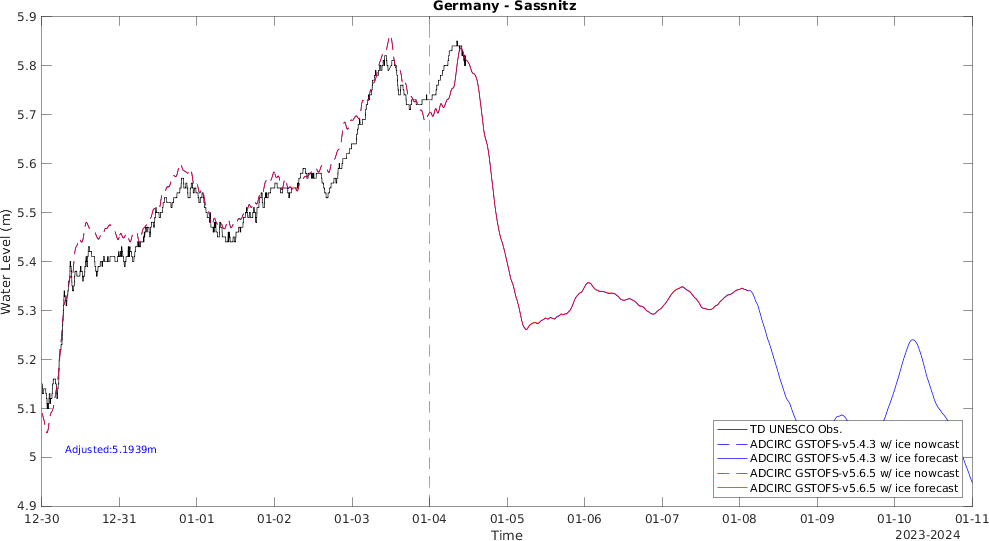 Germany - Sassnitz
5.9
5.8
5.7
5.6
5.5
5.4
5.3
5.2
5.1
5
4.9
Water Level (m)
Adjusted:5.1939m
TD UNESCO Obs.
ADCIRC GSTOFS-v5.4.3 w/ ice nowcast
ADCIRC GSTOFS-v5.4.3 w/ ice forecast
ADCIRC GSTOFS-v5.6.5 w/ ice nowcast
ADCIRC GSTOFS-v5.6.5 w/ ice forecast
12-30 12-31 01-01 01-02 01-03 01-04 01-05 01-06 01-07 01-08 01-09 01-10 01-11
Time
2023-2024